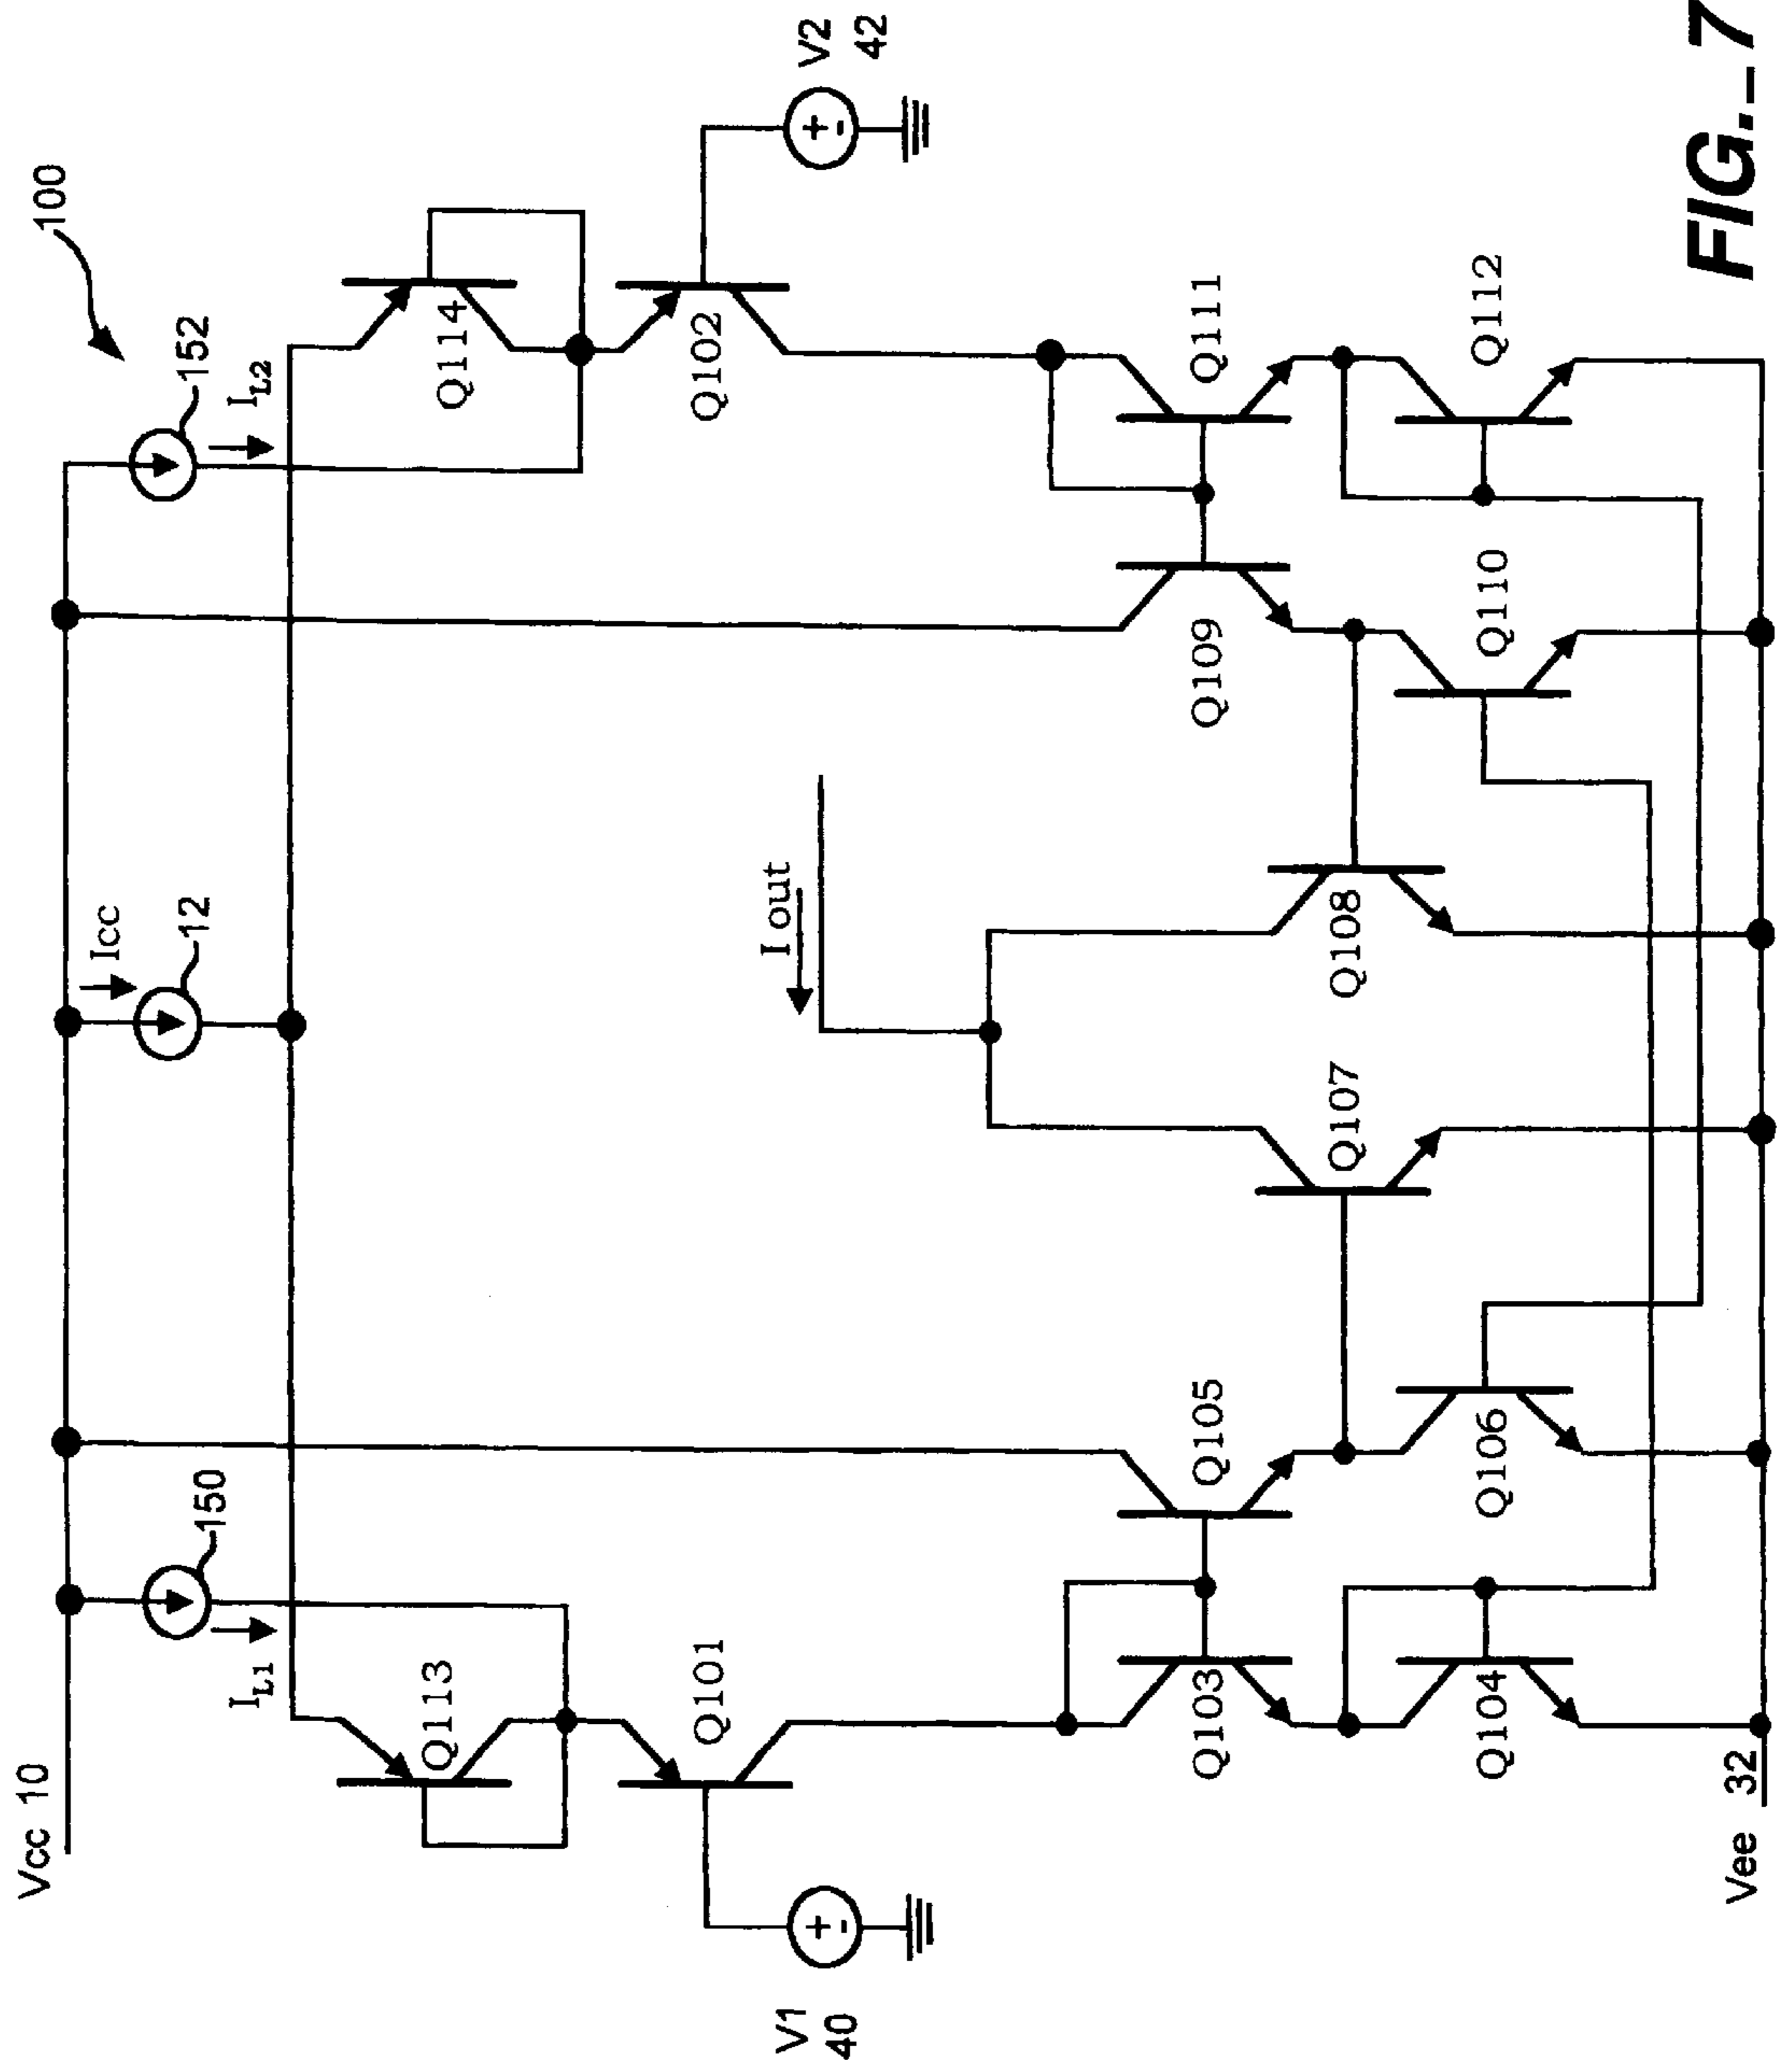 100
Vcc 10
Icc
12
150
152
IL1
IL2
Q113
Q114
Q101
Q102
V1
40
V2
42
I out
Q103
Q105
Q107
Q108
Q109
Q111
Q104
Q106
Q110
Q112
Vee 32
FIG._7